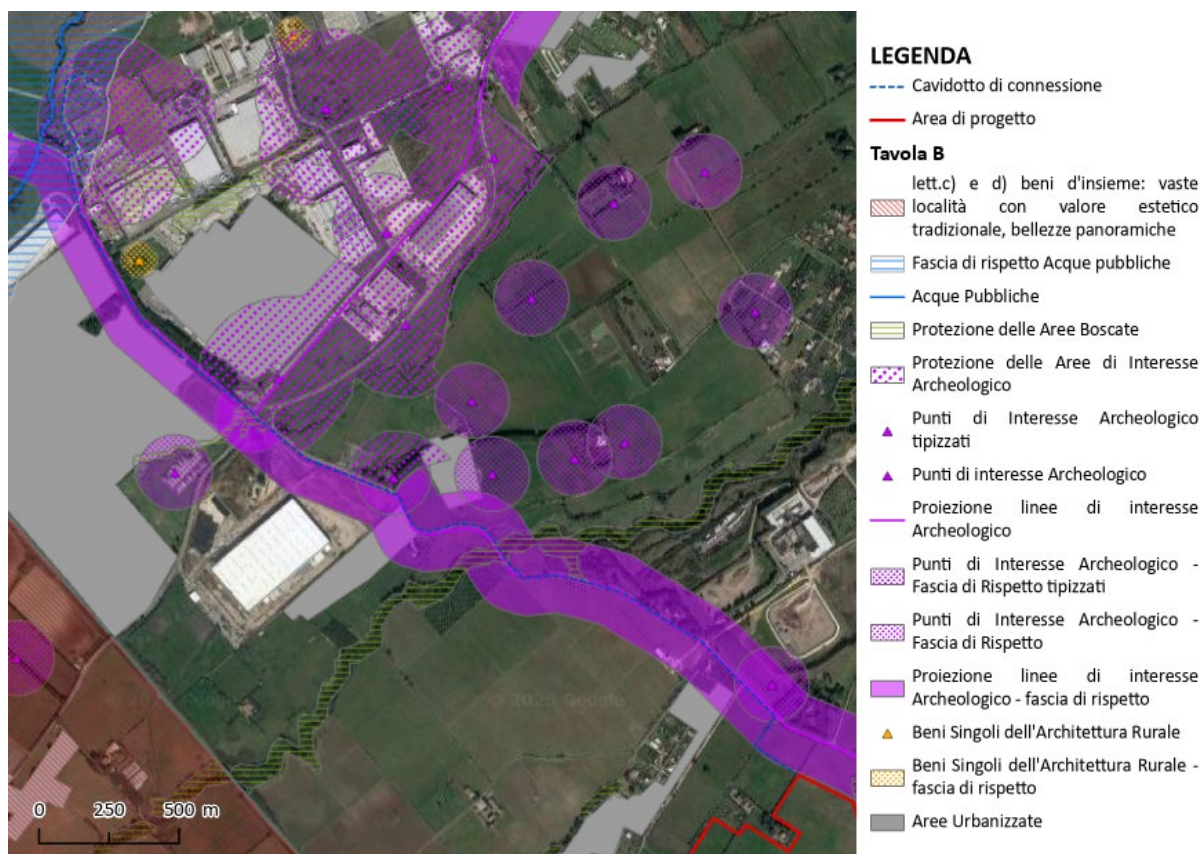 LEGENDA
Cavidotto di connessione
Area di progetto
Tavola B
lett.c) e d) beni d'insieme: vaste
località con valore estetico
tradizionale, bellezze panoramiche
Fascia di rispetto Acque pubbliche
Acque Pubbliche
Protezione delle Aree Boscate
Protezione delle Aree di Interesse
Archeologico
Punti di Interesse Archeologico
tipizzati
Punti di interesse Archeologico
Proiezione linee di interesse
Archeologico
Punti di Interesse Archeologico -
Fascia di Rispetto tipizzati
Punti di Interesse Archeologico -
Fascia di Rispetto
Proiezione linee di interesse
Archeologico - fascia di rispetto
Beni Singoli dell'Architettura Rurale
Beni Singoli dell'Architettura Rurale -
fascia di rispetto
Aree Urbanizzate
0 250 500 m